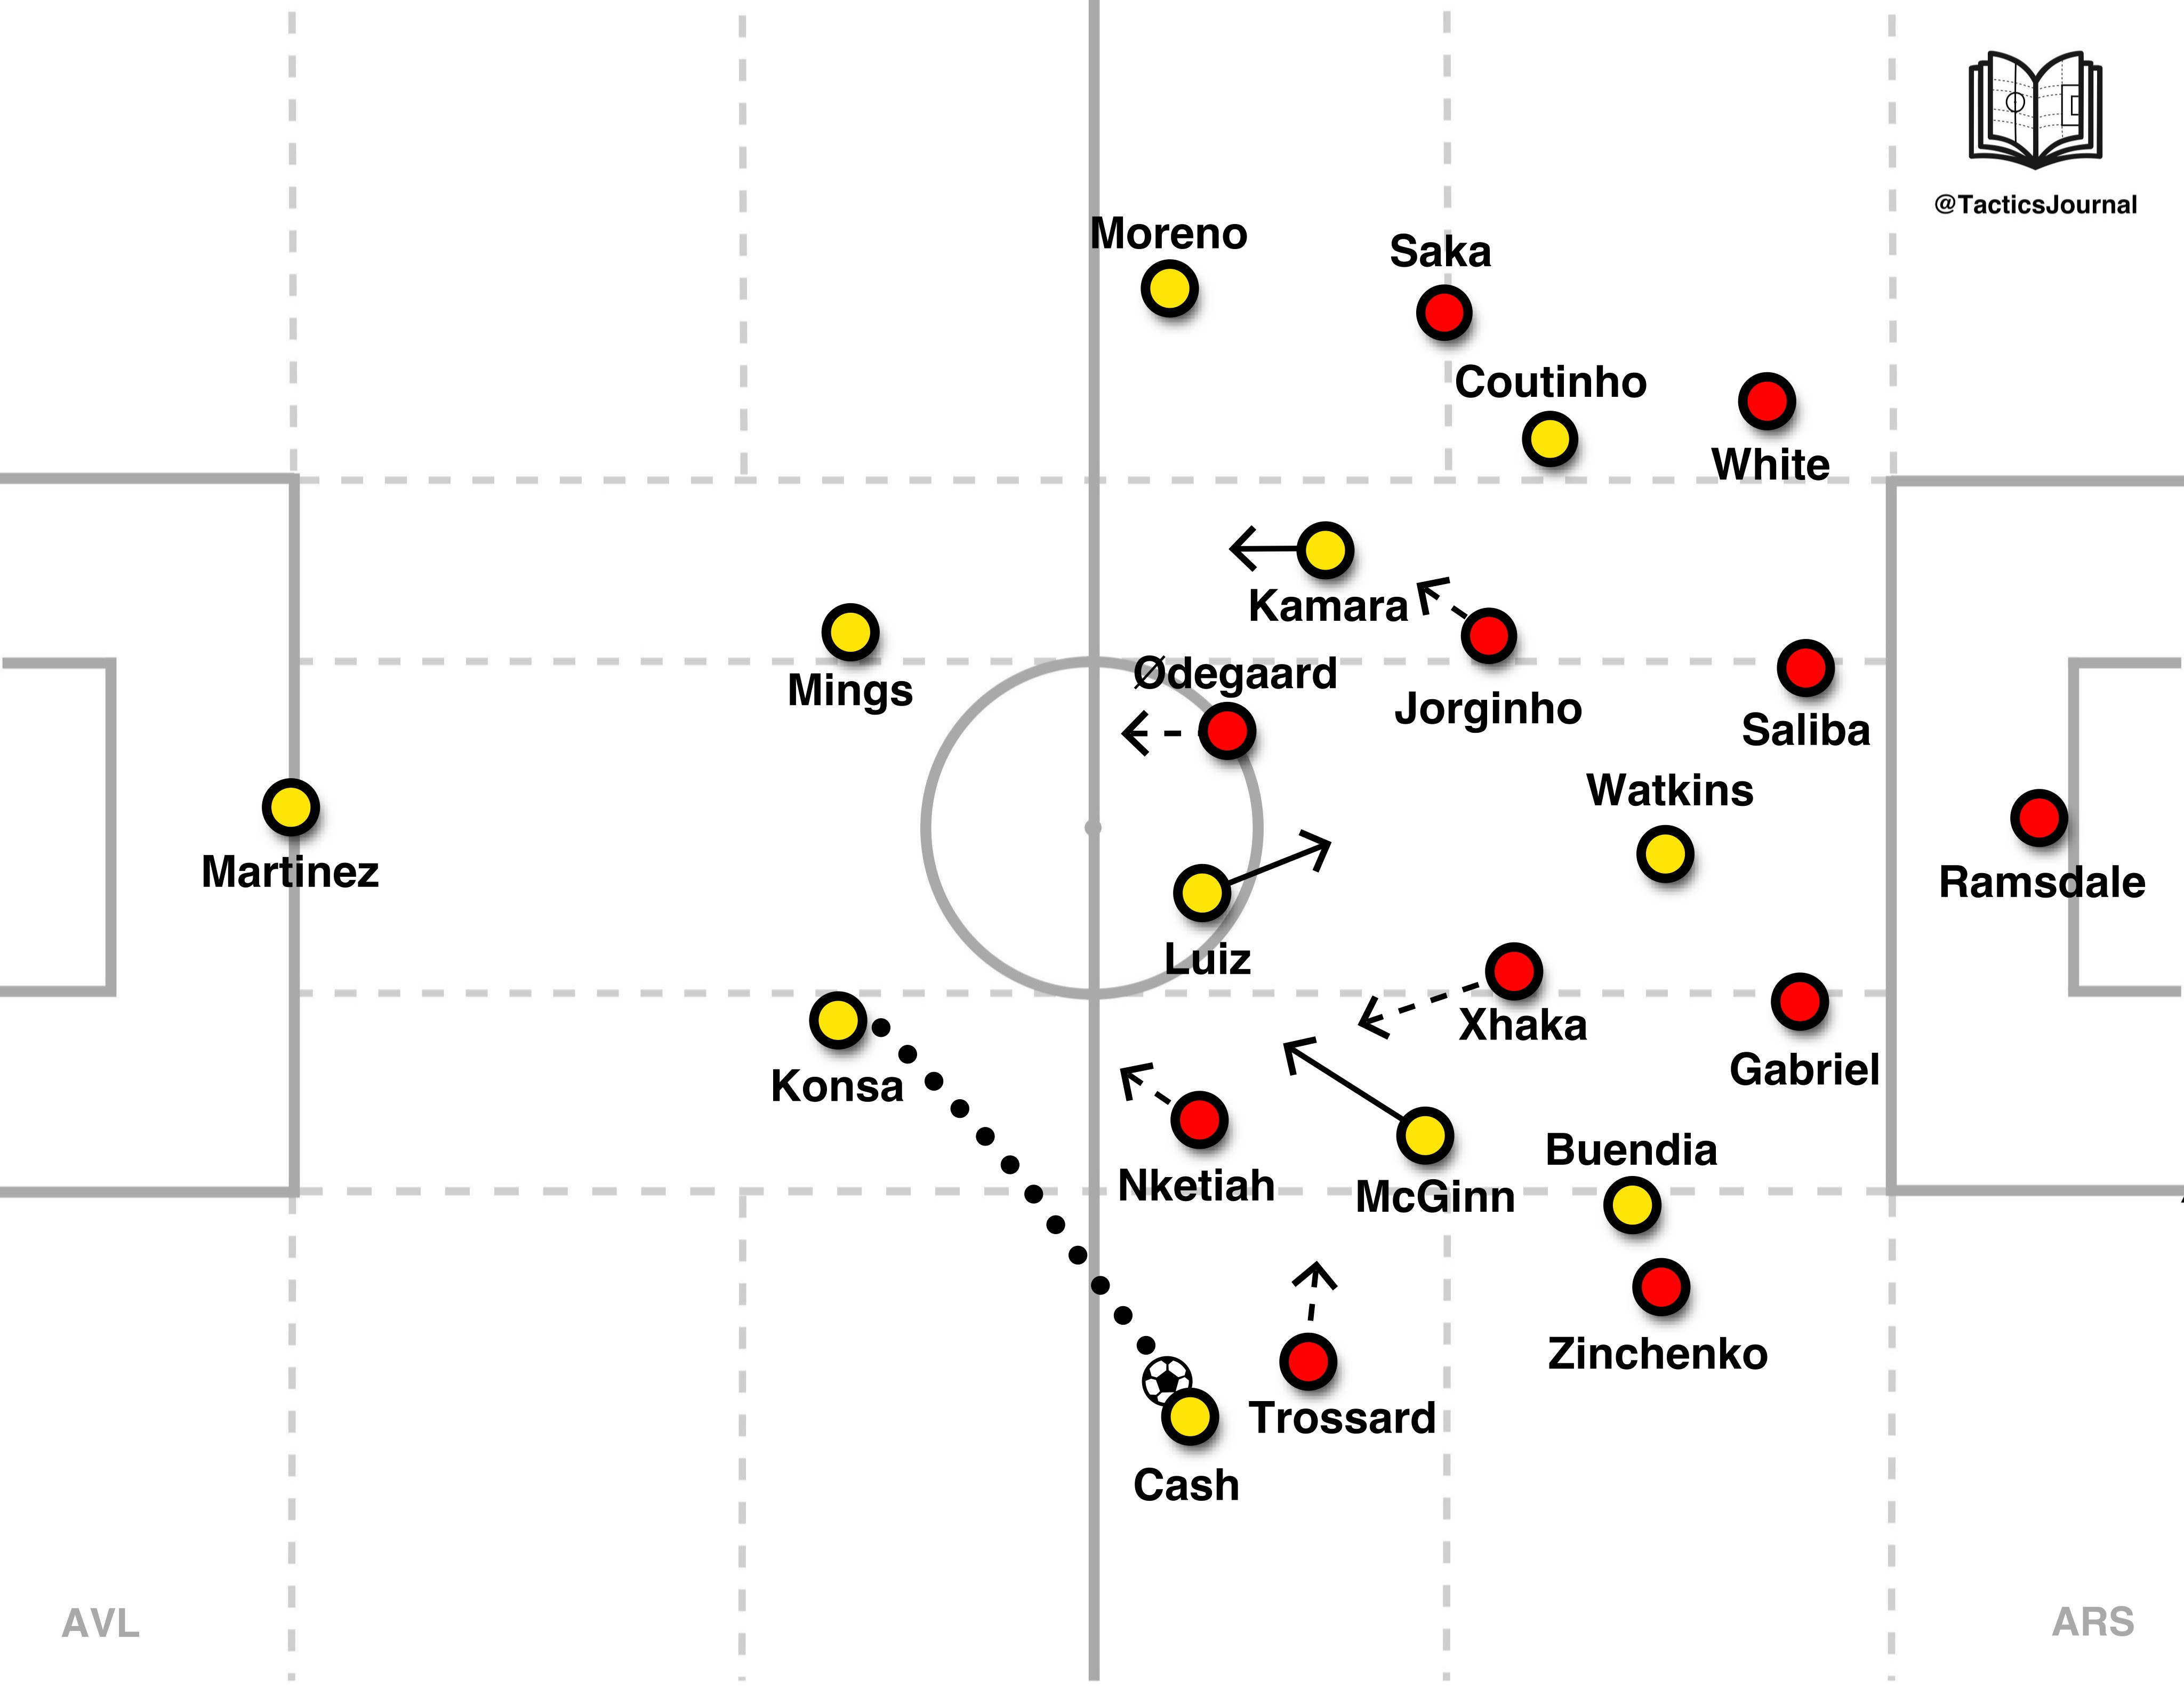 @TacticsJournal
Moreno
Saka
Coutinho
White
Kamara
Mings
Ødegaard
Jorginho
Saliba
Watkins
Martinez
Ramsdale
Luiz
Xhaka
Konsa
Gabriel
Buendia
Nketiah
McGinn
Zinchenko
Trossard
Cash
AVL
ARS